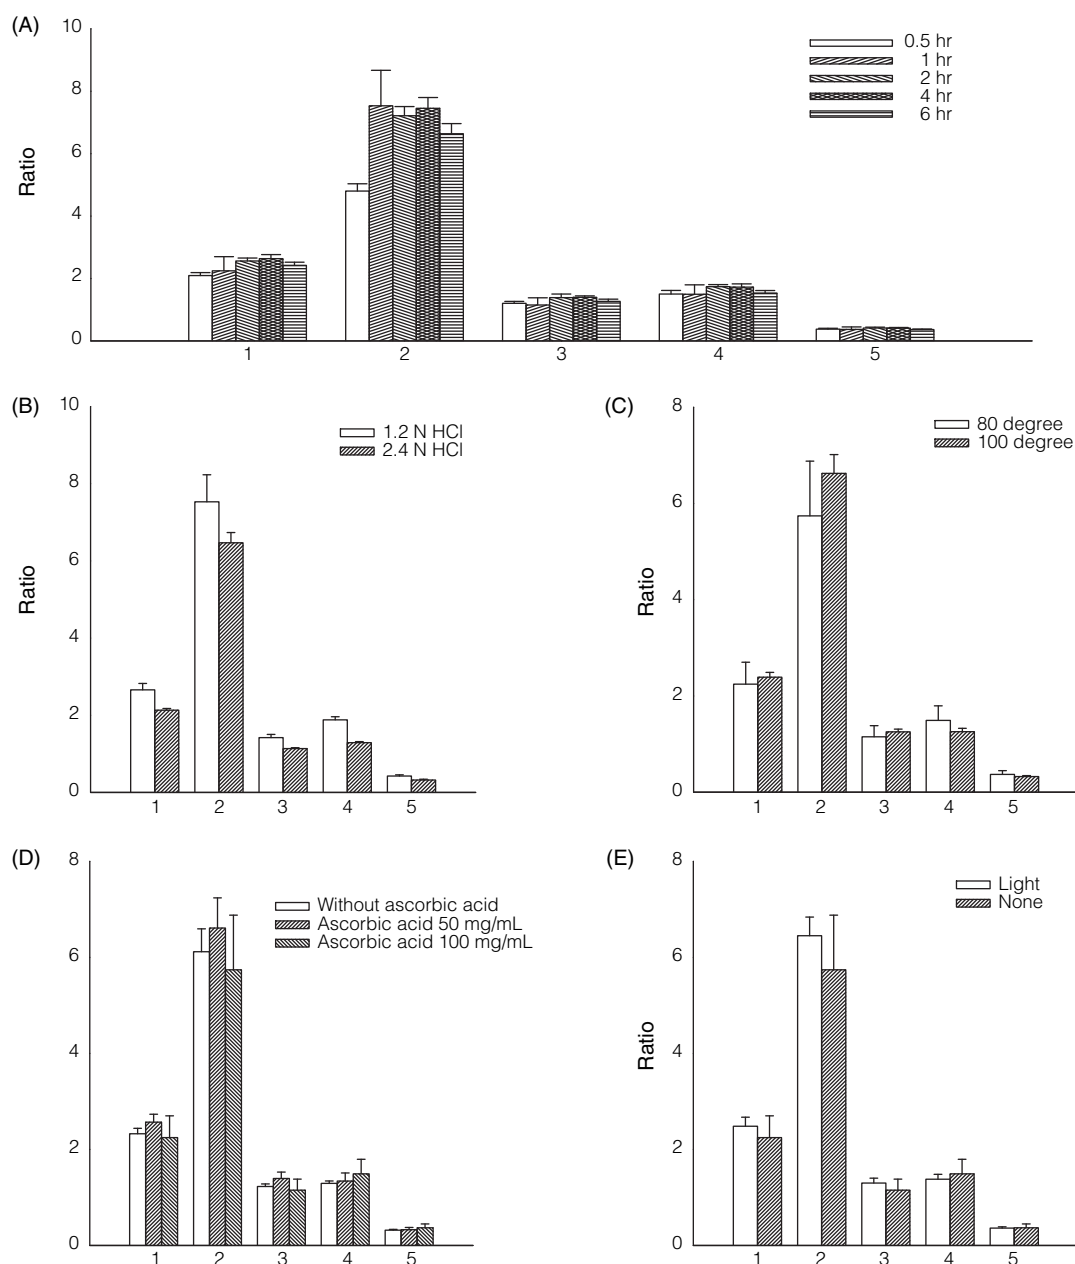 (A)
10
8
6
4
2
0
Ratio
0.5 hr
1 hr
2 hr
4 hr
6 hr
1 2 3 4 5
(B)
10
8
6
4
2
0
Ratio
1.2 N HCl
2.4 N HCl
1 2 3 4 5
(C)
8
6
4
2
0
Ratio
80 degree
100 degree
1 2 3 4 5
(D)
8
6
4
2
0
Without ascorbic acid
Ascorbic acid 50 mg/mL
Ascorbic acid 100 mg/mL
1 2 3 4 5
(E)
8
6
4
2
0
Ratio
Light
None
1 2 3 4 5